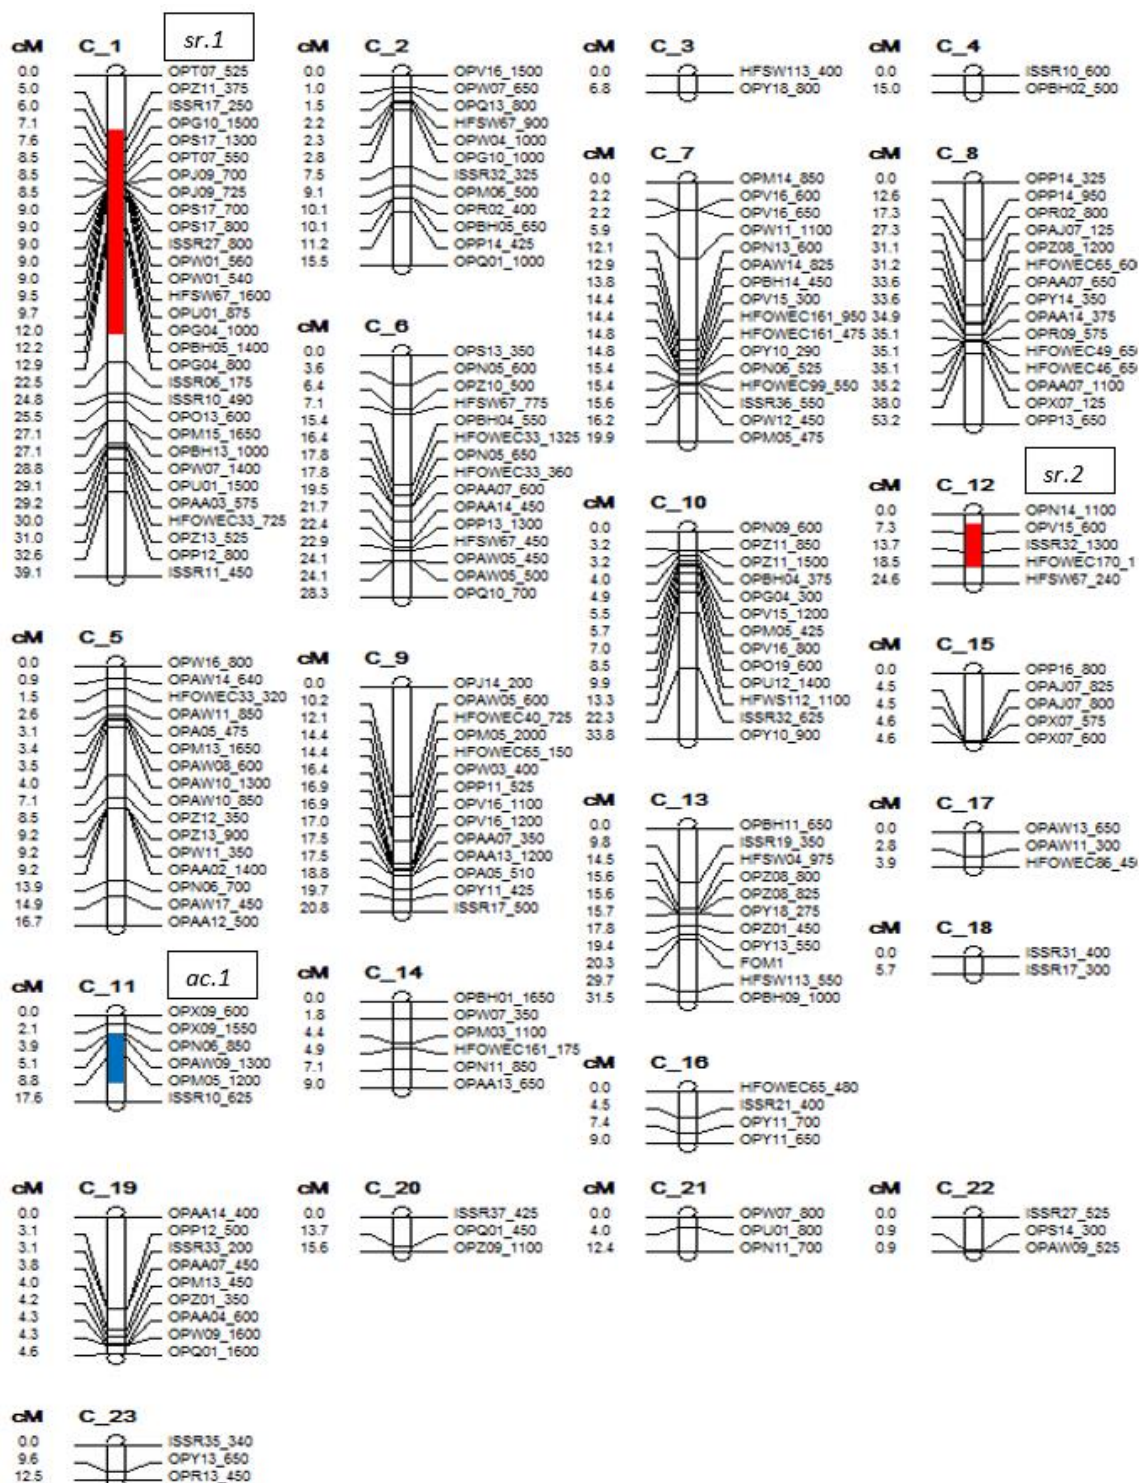 sr.1
cM C_1
0.0 OPT07_525
5.0 OPZ11_375
6.0 ISSR17_250
7.1 OPG10_1500
7.6 OPS17_1300
8.5 OPT07_550
8.5 OPJ09_700
8.5 OPJ09_725
9.0 OPS17_700
9.0 OPS17_800
9.0 ISSR27_800
9.0 OPW01_560
9.0 OPW01_540
9.5 HFSW67_1600
9.7 OPU01_875
12.0 OPG04_1000
12.2 OPBH05_1400
12.9 OPG04_800
22.5 ISSR06_175
24.8 ISSR10_490
25.5 OPO13_600
27.1 OPM15_1650
27.1 OPBH13_1000
28.8 OPW07_1400
29.1 OPU01_1500
29.2 OPAA03_575
30.0 HFOWEC33_725
31.0 OPZ13_525
32.6 OPP12_800
39.1 ISSR11_450
cM C_2
0.0 OPV16_1500
1.0 OPW07_650
1.5 OPQ13_800
2.2 HFSW67_900
2.3 OPW04_1000
2.8 OPG10_1000
7.5 ISSR32_325
9.1 OPM06_500
10.1 OPR02_400
10.1 OPBH05_650
11.2 OPP14_425
15.5 OPQ01_1000
cM C_3
0.0 HFSW113_400
6.8 OPY18_800
cM C_4
0.0 ISSR10_600
15.0 OPBH02_500
cM C_6
0.0 OPS13_350
3.6 OPN05_600
6.4 OPZ10_500
7.1 HFSW67_775
15.4 OPBH04_550
16.4 HFOWEC33_1325
17.8 OPN05_650
17.8 HFOWEC33_360
19.5 OPAA07_600
21.7 OPAA14_450
22.4 OPP13_1300
22.9 HFSW67_450
24.1 OPAW05_450
24.1 OPAW05_500
28.3 OPQ10_700
cM C_7
0.0 OPM14_850
2.2 OPV16_600
2.2 OPV16_650
5.9 OPW11_1100
12.1 OPN13_600
12.9 OPAW14_825
13.8 OPBH14_450
14.4 OPV15_300
14.4 HFOWEC161_950
14.8 HFOWEC161_475
14.8 OPY10_290
15.4 OPN06_525
15.4 HFOWEC99_550
15.6 ISSR36_550
16.2 OPW12_450
19.9 OPM05_475
cM C_8
0.0 OPP14_325
12.6 OPP14_950
17.3 OPR02_800
27.3 OPAJ07_125
31.1 OPZ08_1200
31.2 HFOWEC65_60
33.6 OPAA07_650
33.6 OPY14_350
34.9 OPAA14_375
35.1 OPR09_575
35.1 HFOWEC49_65
35.1 HFOWEC46_65
35.2 OPAA07_1100
38.0 OPX07_125
53.2 OPP13_650
sr.2
cM C_12
0.0 OPN14_1100
7.3 OPV15_600
13.7 ISSR32_1300
18.5 HFOWEC170_1
24.6 HFSW67_240
cM C_5
0.0 OPW16_800
0.9 OPAW14_640
1.5 HFOWEC33_320
2.6 OPAW11_850
3.1 OPA05_475
3.4 OPM13_1650
3.5 OPAW08_600
4.0 OPAW10_1300
7.1 OPAW10_850
8.5 OPZ12_350
9.2 OPZ13_900
9.2 OPW11_350
9.2 OPAA02_1400
13.9 OPN06_700
14.9 OPAW17_450
16.7 OPAA12_500
cM C_9
0.0 OPJ14_200
10.2 OPAW05_600
12.1 HFOWEC40_725
14.4 OPM05_2000
14.4 HFOWEC65_150
16.4 OPW03_400
16.9 OPP11_525
16.9 OPV16_1100
17.0 OPV16_1200
17.5 OPAA07_350
17.5 OPAA13_1200
18.8 OPA05_510
19.7 OPY11_425
20.8 ISSR17_500
cM C_10
0.0 OPN09_600
3.2 OPZ11_850
3.2 OPZ11_1500
4.0 OPBH04_375
4.9 OPG04_300
5.5 OPV15_1200
5.7 OPM05_425
7.0 OPV16_800
8.5 OPO19_600
9.9 OPU12_1400
13.3 HFWS112_1100
22.3 ISSR32_625
33.8 OPY10_900
cM C_15
0.0 OPP16_800
4.5 OPAJ07_825
4.5 OPAJ07_800
4.6 OPX07_575
4.6 OPX07_600
cM C_13
0.0 OPBH11_650
9.8 ISSR19_350
14.5 HFSW04_975
15.6 OPZ08_800
15.6 OPZ08_825
15.7 OPY18_275
17.8 OPZ01_450
19.4 OPY13_550
20.3 FOM1
29.7 HFSW113_550
31.5 OPBH09_1000
cM C_17
0.0 OPAW13_650
2.8 OPAW11_300
3.9 HFOWEC86_45
cM C_18
0.0 ISSR31_400
5.7 ISSR17_300
ac.1
cM C_11
0.0 OPX09_600
2.1 OPX09_1550
3.9 OPN06_850
5.1 OPAW09_1300
8.8 OPM05_1200
17.6 ISSR10_625
cM C_14
0.0 OPBH01_1650
1.8 OPW07_350
4.4 OPM03_1100
4.9 HFOWEC161_175
7.1 OPN11_850
9.0 OPAA13_650
cM C_16
0.0 HFOWEC65_480
4.5 ISSR21_400
7.4 OPY11_700
9.0 OPY11_650
cM C_19
0.0 OPAA14_400
3.1 OPP12_500
3.1 ISSR33_200
3.8 OPAA07_450
4.0 OPM13_450
4.2 OPZ01_350
4.3 OPAA04_600
4.3 OPW09_1600
4.6 OPQ01_1600
cM C_20
0.0 ISSR37_425
13.7 OPQ01_450
15.6 OPZ09_1100
cM C_21
0.0 OPW07_800
4.0 OPU01_800
12.4 OPN11_700
cM C_22
0.0 ISSR27_525
0.9 OPS14_300
0.9 OPAW09_525
cM C_23
0.0 ISSR35_340
9.6 OPY13_650
12.5 OPR13_450